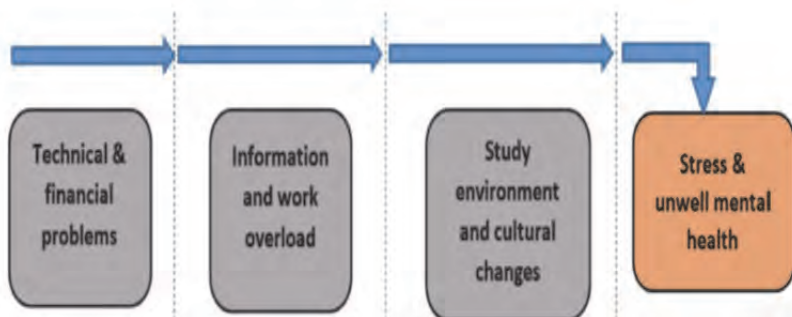 Technical &
financial
problems
Information
and work
overload
Study
environment
and cultural
changes
Stress &
unwell mental
health